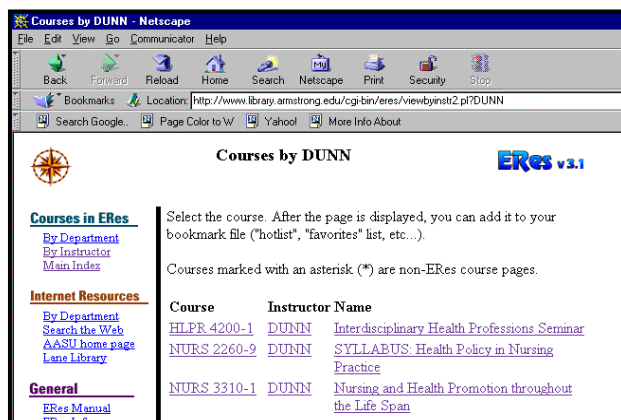 Courses by DUNN - Netscape
File Edit View Go Communicator Help
Back Forward Reload Home Search Netscape Print Security Stop
My
Bookmarks Location: http://www.library.armstrong.edu/cgi-bin/eres/viewbyinstr2.pl?DUNN
Search Google.. Page Color to W Yahoo! More Info About
Courses by DUNN
ERes v3.1
Courses in ERes
By Department
By Instructor
Main Index
Internet Resources
By Department
Search the Web
AASU home page
Lane Library
General
ERes Manual
Select the course. After the page is displayed, you can add it to your
bookmark file ("hotlist", "favorites" list, etc...).
Courses marked with an asterisk (*) are non-ERes course pages.
Course Instructor Name
HLPR 4200-1 DUNN Interdisciplinary Health Professions Seminar
NURS 2260-9 DUNN SYLLABUS: Health Policy in Nursing
Practice
NURS 3310-1 DUNN Nursing and Health Promotion throughout
the Life Span